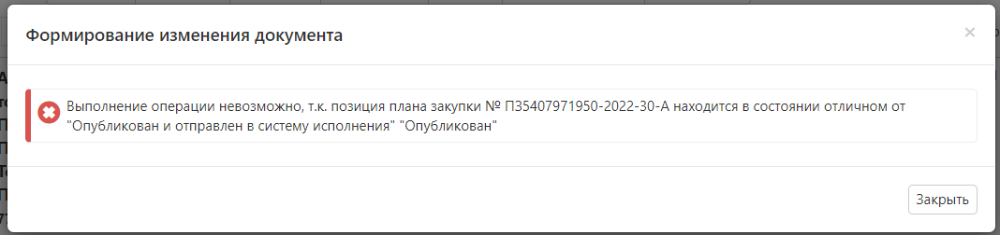 Формирование изменения документа
×
Выполнение операции невозможно, т.к. позиция плана закупки № П35407971950-2022-30-А находится в состоянии отличном от
"Опубликован и отправлен в систему исполнения" "Опубликован"
Закрыть